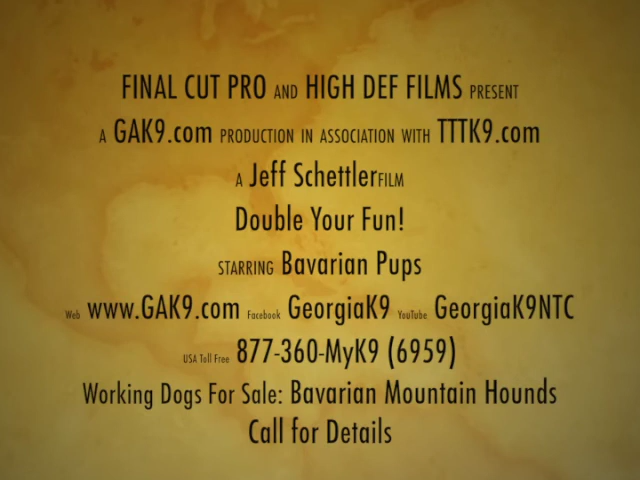 FINAL CUT PRO AND HIGH DEF FILMS PRESENT
A GAK9.com PRODUCTION IN ASSOCIATION WITH TTTK9.com
A Jeff SchettlerFILM
Double Your Fun!
STARRING Bavarian Pups
Web www.GAK9.com Facebook GeorgiaK9 YouTube GeorgiaK9NTC
USA Toll Free 877-360-MyK9 (6959)
Working Dogs For Sale: Bavarian Mountain Hounds
Call for Details